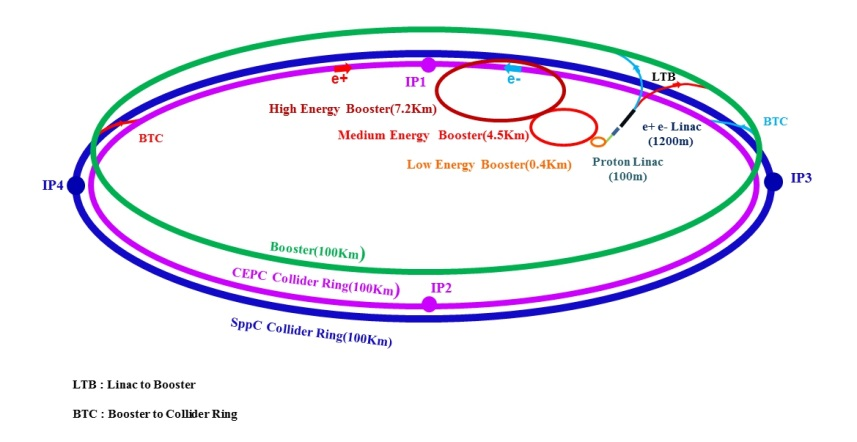 IP1
e+
e-
LTB
High Energy Booster(7.2Km)
Medium Energy Booster(4.5Km)
Low Energy Booster(0.4Km)
e+ e- Linac
(1200m)
Proton Linac
(100m)
BTC
BTC
IP4
IP3
Booster(100Km)
CEPC Collider Ring(100Km)
IP2
SppC Collider Ring(100Km)
LTB : Linac to Booster
BTC : Booster to Collider Ring